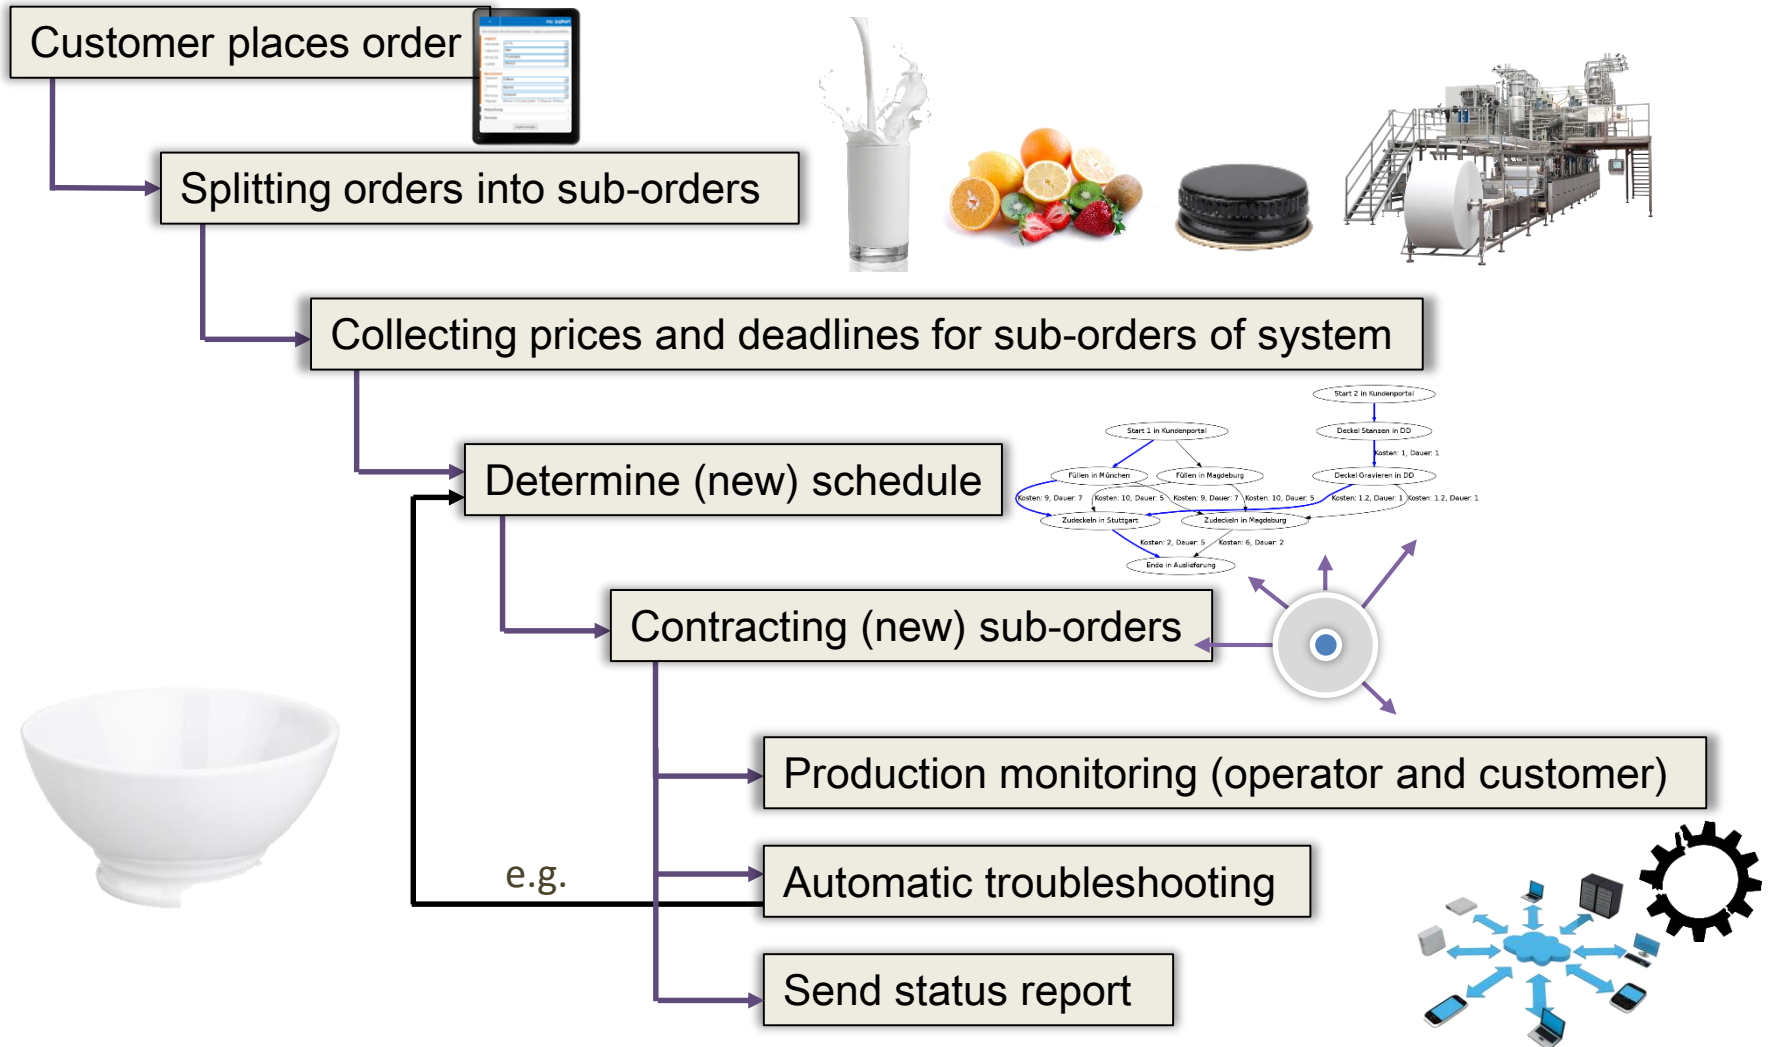 Customer places order
my joghurt
Splitting orders into sub-orders
Collecting prices and deadlines for sub-orders of system
Determine (new) schedule
Start 2 in Kundenportal
Start 1 in Kundenportal
Deckel Stanzen in DD
Kosten: 1, Dauer: 1
Füllen in München
Füllen in Magdeburg
Deckel Gravieren in DD
Kosten: 9, Dauer: 7
Kosten: 10, Dauer: 5
Kosten: 9, Dauer: 7
Kosten: 10, Dauer: 5
Kosten: 1.2, Dauer: 1
Kosten: 1.2, Dauer: 1
Zudeckeln in Stuttgart
Zudeckeln in Magdeburg
Kosten: 2, Dauer: 5
Kosten: 6, Dauer: 2
Ende in Auslieferung
Contracting (new) sub-orders
Production monitoring (operator and customer)
e.g.
Automatic troubleshooting
Send status report